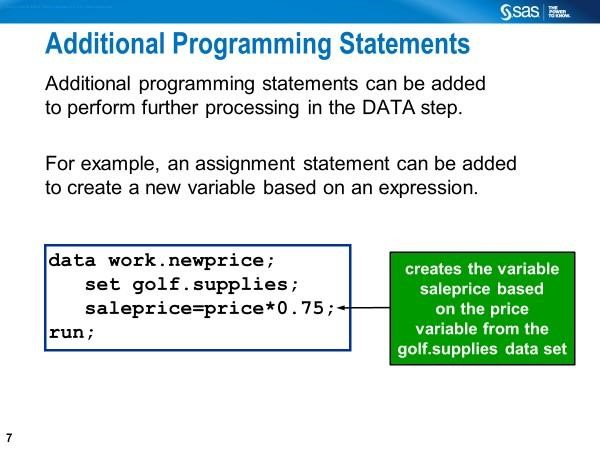 sas
THE
POWER
TO KNOW.
Additional Programming Statements
Additional programming statements can be added
to perform further processing in the DATA step.
For example, an assignment statement can be added
to create a new variable based on an expression.
data work.newprice;
set golf.supplies;
saleprice=price*0.75;
run;
creates the variable
saleprice based
on the price
variable from the
golf.supplies data set
7